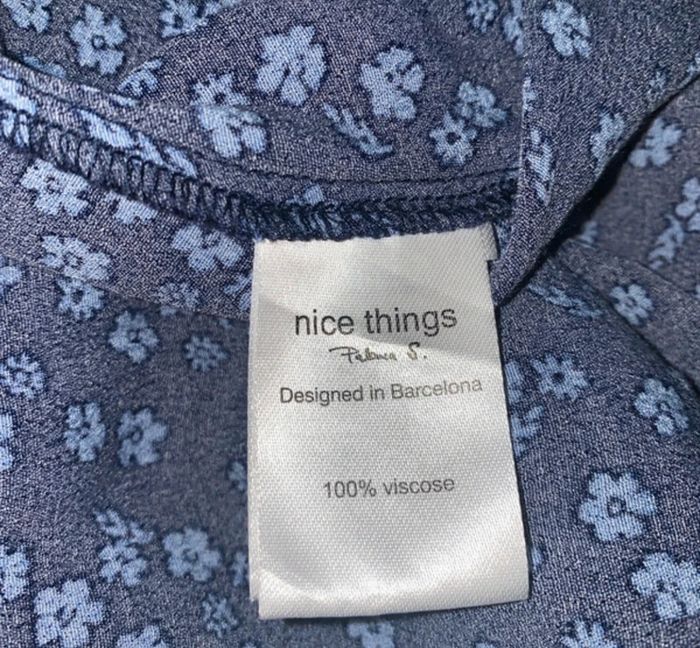 nice things
Paloma S.
Designed in Barcelona
100% viscose